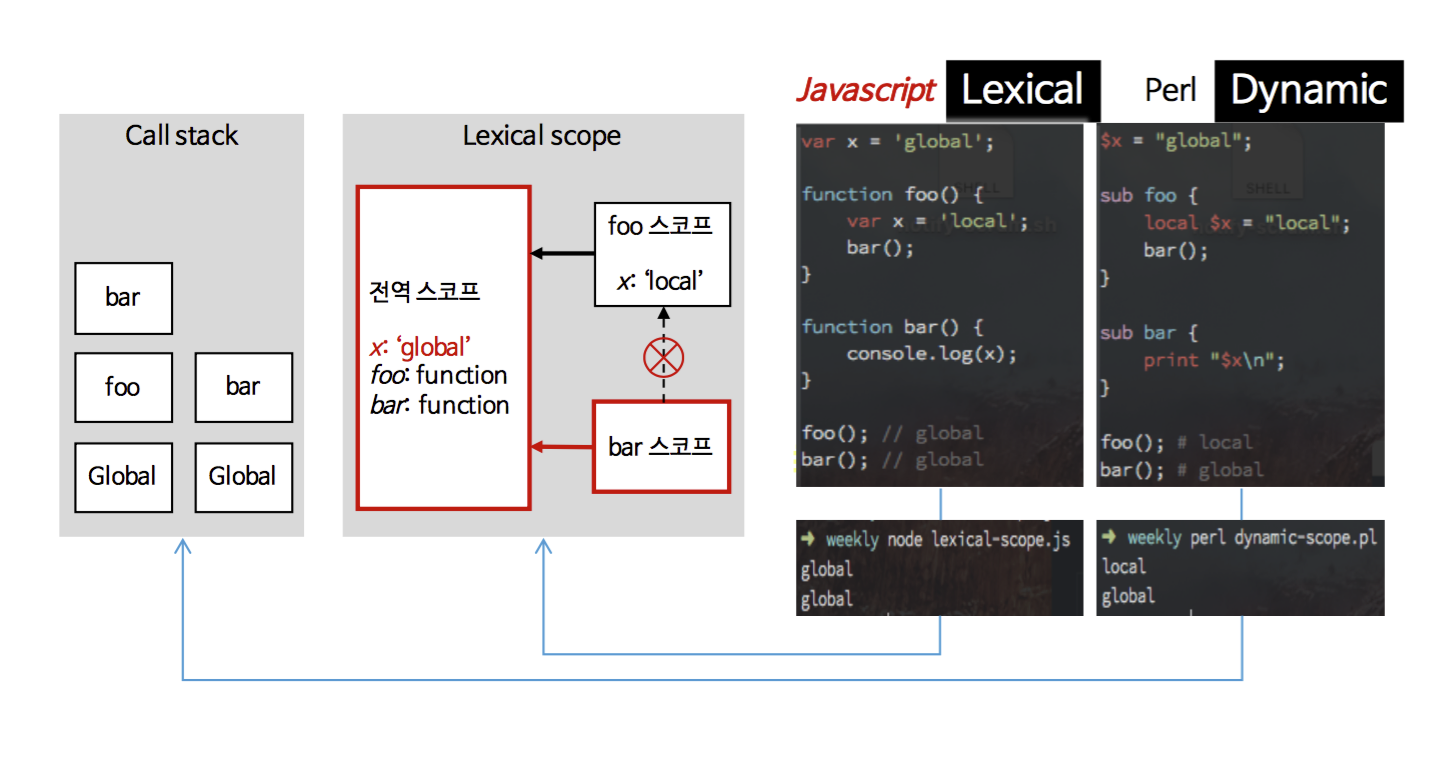 Call stack
bar
foo
bar
Global
Global
Lexical scope
전역 스코프
x: ‘global’
foo: function
bar: function
foo 스코프
x: ‘local’
bar 스코프
Javascript Lexical
var x = 'global';
function foo() {
var x = 'local';
bar();
}
function bar() {
console.log(x);
}
foo(); // global
bar(); // global
➜ weekly node lexical-scope.js
global
global
Perl Dynamic
$x = "global";
sub foo {
local $x = "local";
bar();
}
sub bar {
print "$x\n";
}
foo(); # local
bar(); # global
➜ weekly perl dynamic-scope.pl
local
global
SHELL
SHELL